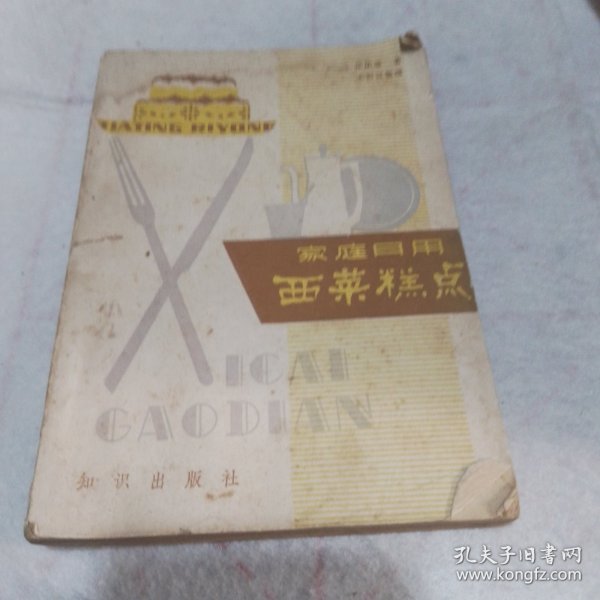 JIATING RIYONG
家庭日用
西菜糕点
XICAI
GAODIAN
知识出版社
孔夫子旧书网
www.kongfz.com